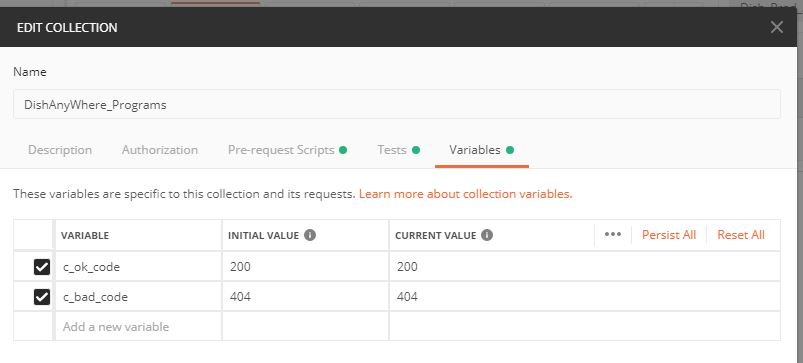 Dish_Prod_
EDIT COLLECTION
Name
DishAnyWhere_Programs
Description Authorization Pre-request Scripts Tests Variables
These variables are specific to this collection and its requests. Learn more about collection variables.
VARIABLE INITIAL VALUE CURRENT VALUE ••• Persist All Reset All
c_ok_code 200 200
c_bad_code 404 404
Add a new variable